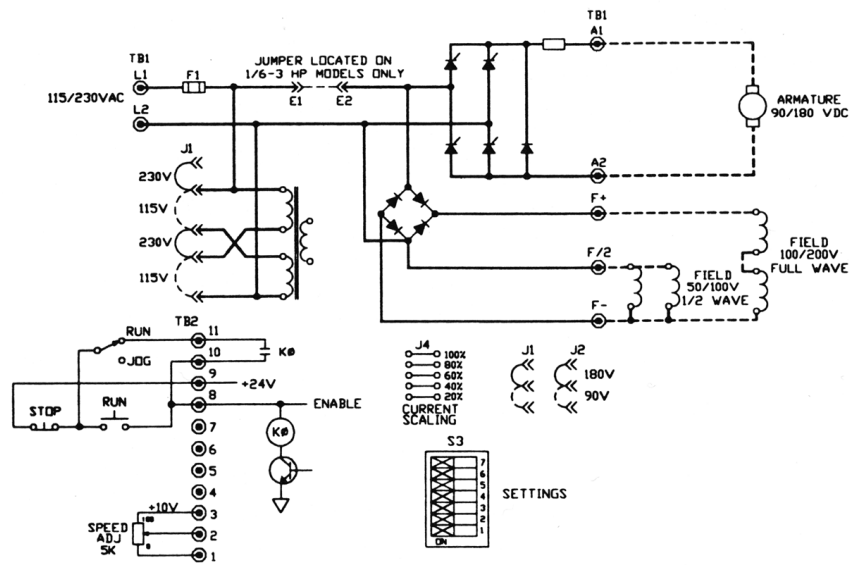 TB1
L1
F1
JUMPER LOCATED ON
1/6-3 HP MODELS ONLY
E1
E2
115/230VAC
L2
TB1
A1
ARMATURE
90/180 VDC
A2
J1
230V
115V
230V
115V
F+
F/2
F-
FIELD
100/200V
FULL WAVE
FIELD
50/100V
1/2 WAVE
TB2
RUN
JOG
11
10
9
8
7
6
5
4
3
2
1
KØ
+24V
STOP
RUN
ENABLE
KØ
+10V
100
0
SPEED
ADJ
5K
J4
100%
80%
60%
40%
20%
CURRENT
SCALING
J1
J2
180V
90V
S3
7
6
5
4
3
2
1
ON
SETTINGS